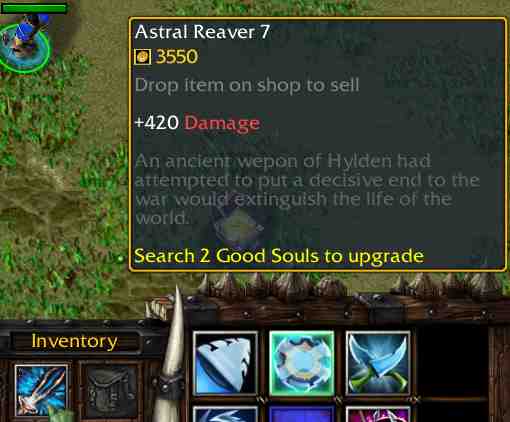 Astral Reaver 7
3550
Drop item on shop to sell
+420 Damage
An ancient wepon of Hylden had
attempted to put a decisive end to the
war would extinguish the life of the
world.
Search 2 Good Souls to upgrade
Inventory